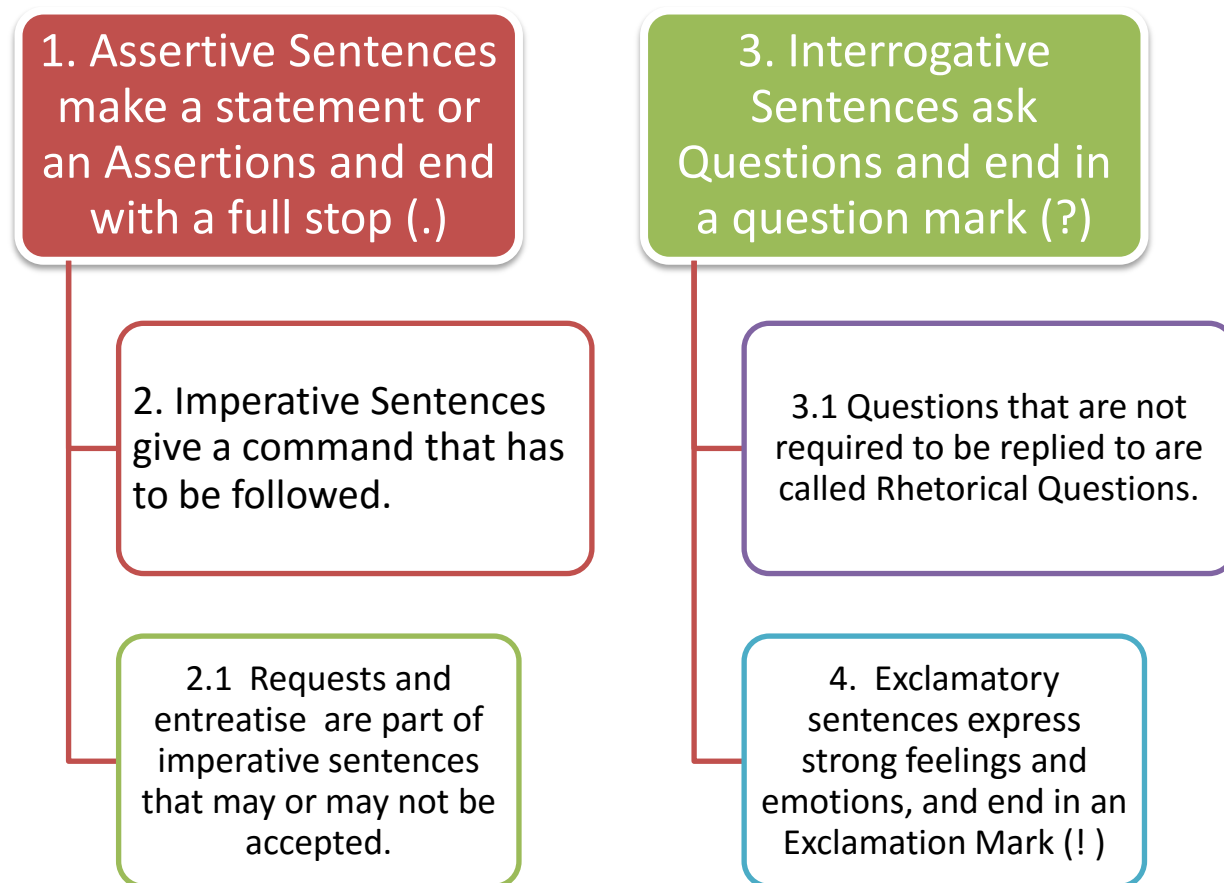 1. Assertive Sentences
make a statement or
an Assertions and end
with a full stop (.)
2. Imperative Sentences
give a command that has
to be followed.
2.1 Requests and
entreatise are part of
imperative sentences
that may or may not be
accepted.
3. Interrogative
Sentences ask
Questions and end in
a question mark (?)
3.1 Questions that are not
required to be replied to are
called Rhetorical Questions.
4. Exclamatory
sentences express
strong feelings and
emotions, and end in an
Exclamation Mark (! )